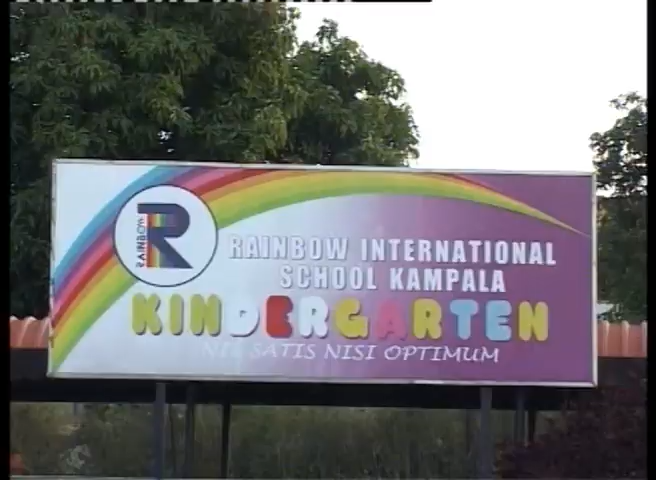 RAINBOW
R
RAINBOW INTERNATIONAL
SCHOOL KAMPALA
KINDERGARTEN
NIL SATIS NISI OPTIMUM